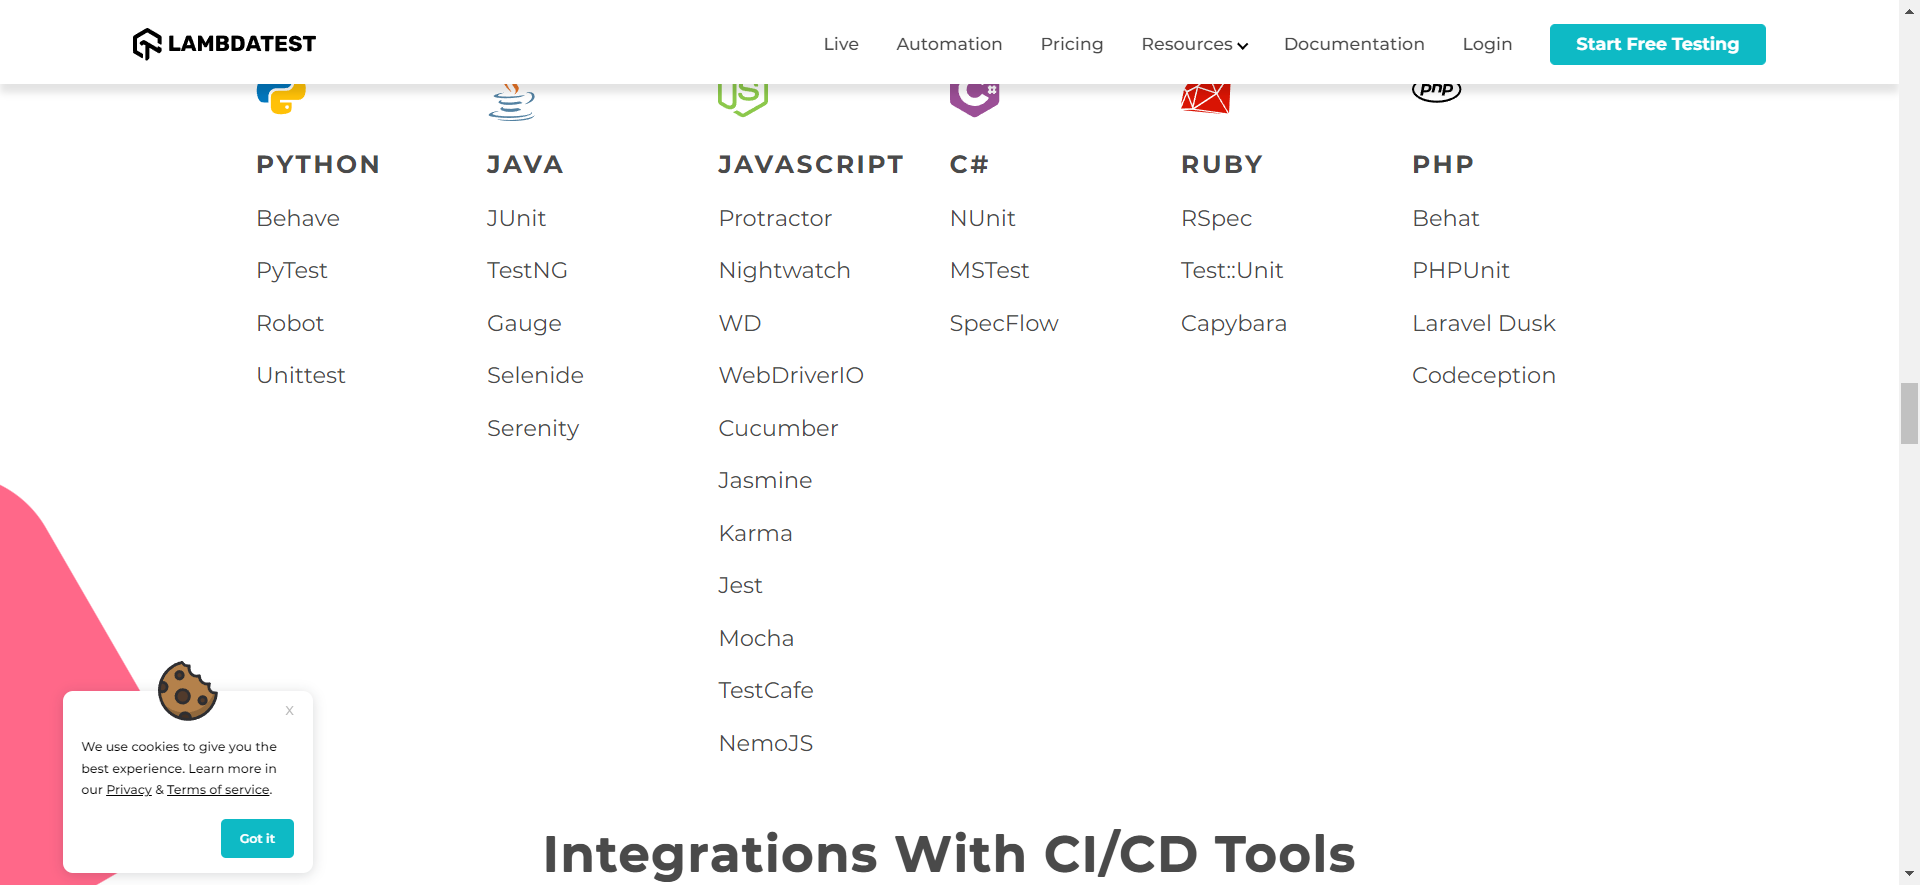 LAMBDATEST
Live Automation Pricing Resources Documentation Login Start Free Testing
JS C# php
PYTHON
Behave
PyTest
Robot
Unittest
JAVA
JUnit
TestNG
Gauge
Selenide
Serenity
JAVASCRIPT
Protractor
Nightwatch
WD
WebDriverIO
Cucumber
Jasmine
Karma
Jest
Mocha
TestCafe
NemoJS
C#
NUnit
MSTest
SpecFlow
RUBY
RSpec
Test::Unit
Capybara
PHP
Behat
PHPUnit
Laravel Dusk
Codeception
X
We use cookies to give you the
best experience. Learn more in
our Privacy & Terms of service.
Got it
Integrations With CI/CD Tools